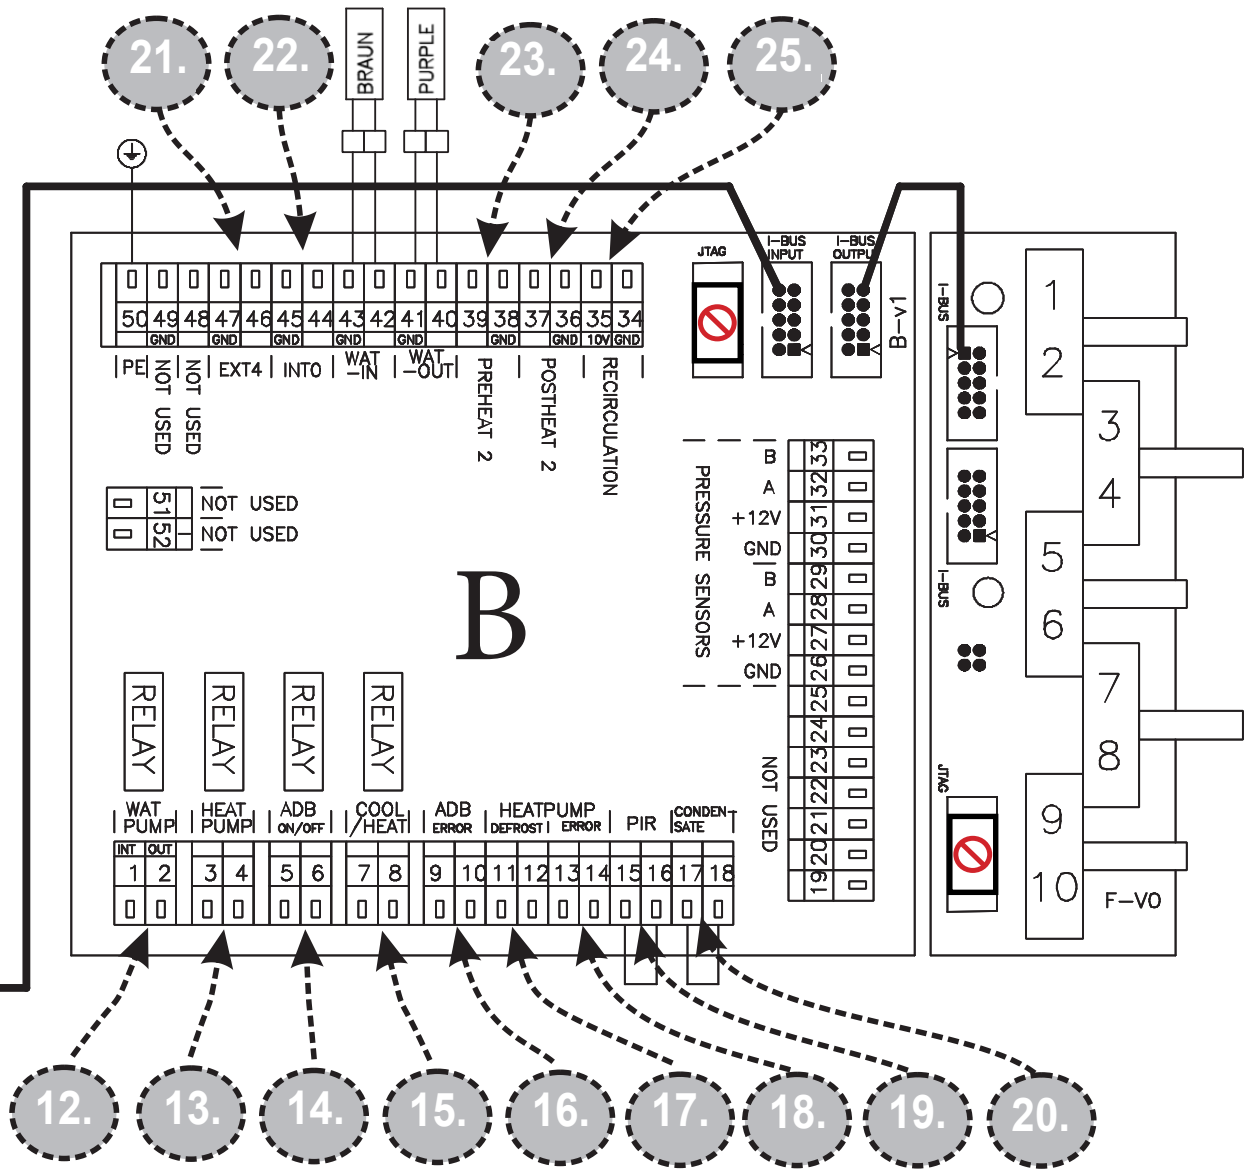 21.
22.
BRAUN
PURPLE
23.
24.
25.
JTAG
I-BUS INPUT
I-BUS OUTPUT
B-V1
50 49 48 47 46 45 44 43 42 41 40 39 38 37 36 35 34
GND GND GND GND GND GND GND 10V GND
PE
NOT USED
NOT USED
EXT4
INTO
WAT -IN
WAT -OUT
PREHEAT 2
POSTHEAT 2
RECIRCULATION
51 NOT USED
52 NOT USED
B
PRESSURE SENSORS
B 33
A 32
+12V 31
GND 30
B 29
A 28
+12V 27
GND 26
25
24
23
22
21
20
19
NOT USED
I-BUS
I-BUS
JTAG
1
2
3
4
5
6
7
8
9
10
F-VO
RELAY
RELAY
RELAY
RELAY
WAT PUMP
HEAT PUMP
ADB ON/OFF
COOL /HEAT
ADB ERROR
HEATPUMP
DEFROST ERROR
PIR
CONDEN- SATE
INT OUT
1 2 3 4 5 6 7 8 9 10 11 12 13 14 15 16 17 18
12.
13.
14.
15.
16.
17.
18.
19.
20.